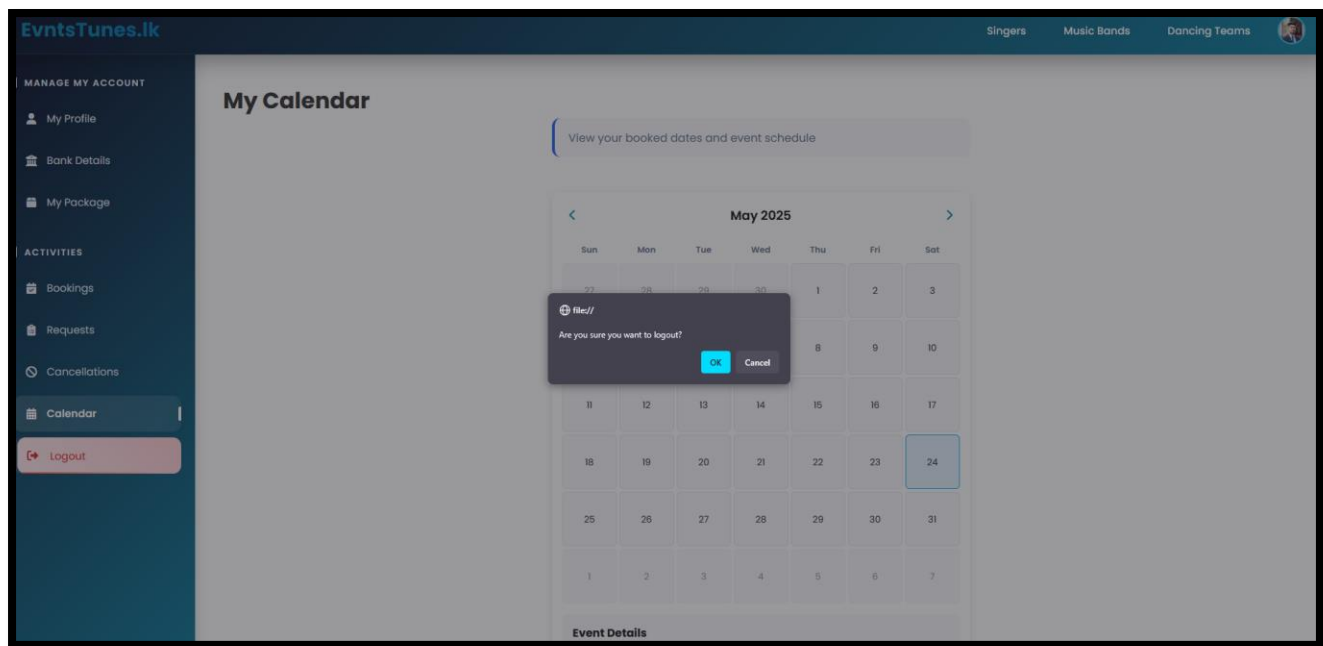 EvntsTunes.lk
Singers Music Bands Dancing Teams
MANAGE MY ACCOUNT
My Profile
Bank Details
My Package
ACTIVITIES
Bookings
Requests
Cancellations
Calendar
Logout
My Calendar
View your booked dates and event schedule
May 2025
Sun Mon Tue Wed Thu Fri Sat
27 28 29 30 1 2 3
file://
Are you sure you want to logout?
OK Cancel
8 9 10
11 12 13 14 15 16 17
18 19 20 21 22 23 24
25 26 27 28 29 30 31
1 2 3 4 5 6 7
Event Details